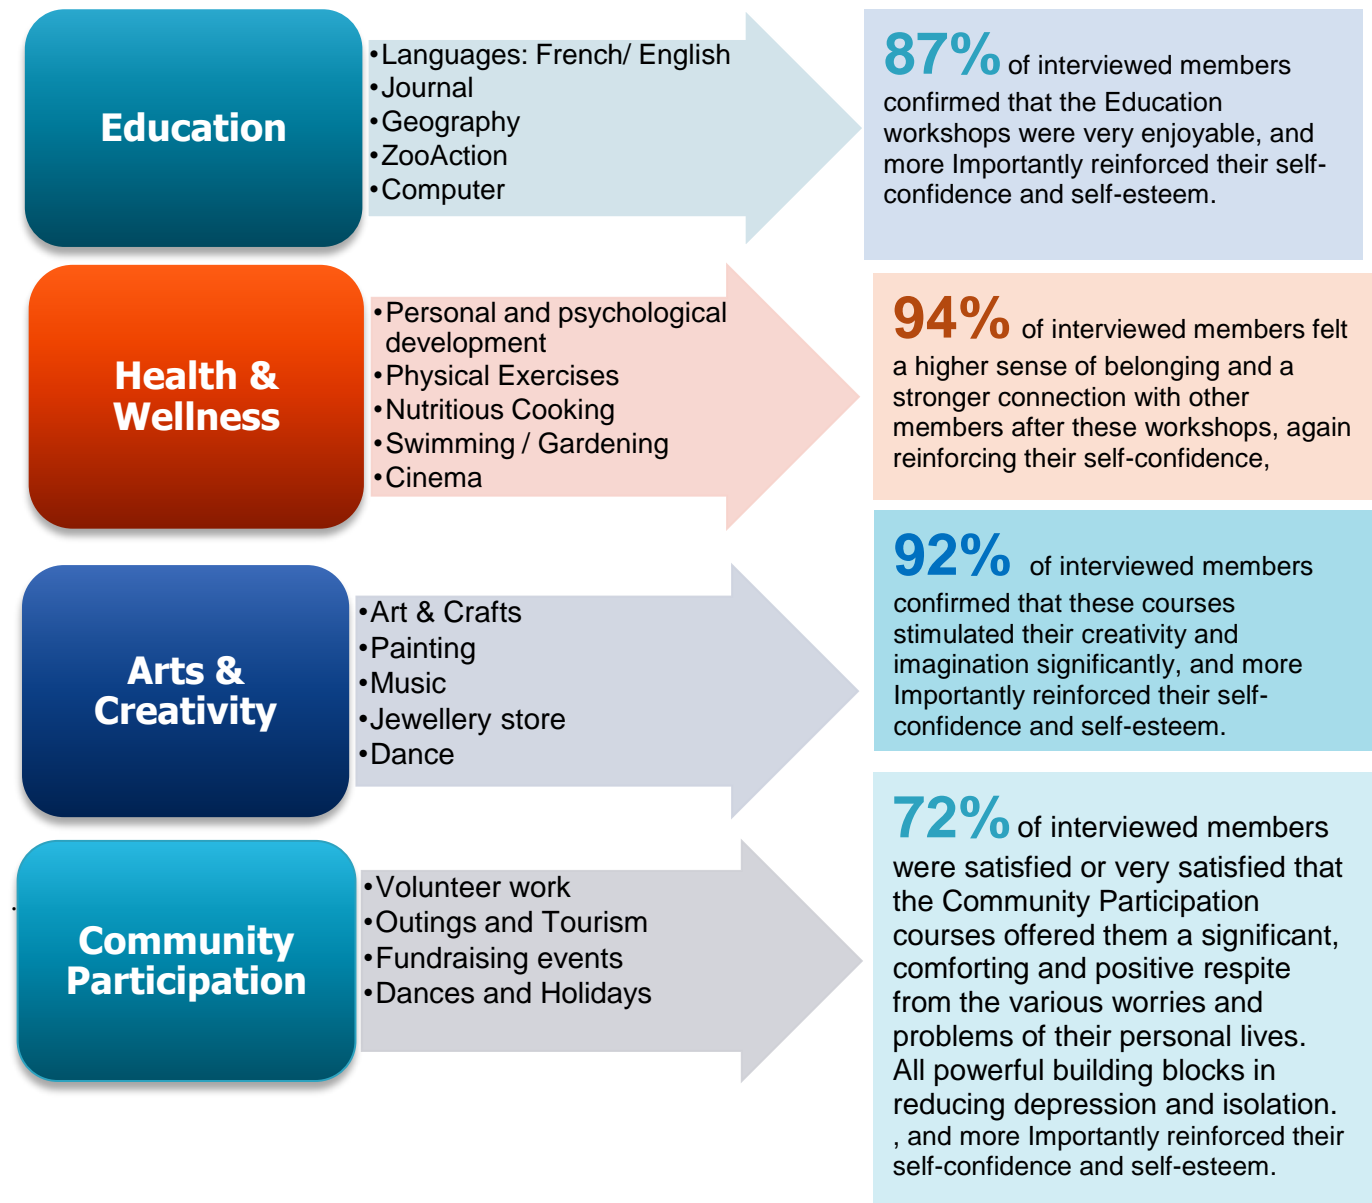 Education
•Languages: French/ English
•Journal
•Geography
•ZooAction
•Computer
87% of interviewed members
confirmed that the Education
workshops were very enjoyable, and
more Importantly reinforced their self-
confidence and self-esteem.
Health &
Wellness
•Personal and psychological
development
•Physical Exercises
•Nutritious Cooking
•Swimming / Gardening
•Cinema
94% of interviewed members felt
a higher sense of belonging and a
stronger connection with other
members after these workshops, again
reinforcing their self-confidence,
Arts &
Creativity
•Art & Crafts
•Painting
•Music
•Jewellery store
•Dance
92% of interviewed members
confirmed that these courses
stimulated their creativity and
imagination significantly, and more
Importantly reinforced their self-
confidence and self-esteem.
.
Community
Participation
•Volunteer work
•Outings and Tourism
•Fundraising events
•Dances and Holidays
72% of interviewed members
were satisfied or very satisfied that
the Community Participation
courses offered them a significant,
comforting and positive respite
from the various worries and
problems of their personal lives.
All powerful building blocks in
reducing depression and isolation.
, and more Importantly reinforced their
self-confidence and self-esteem.